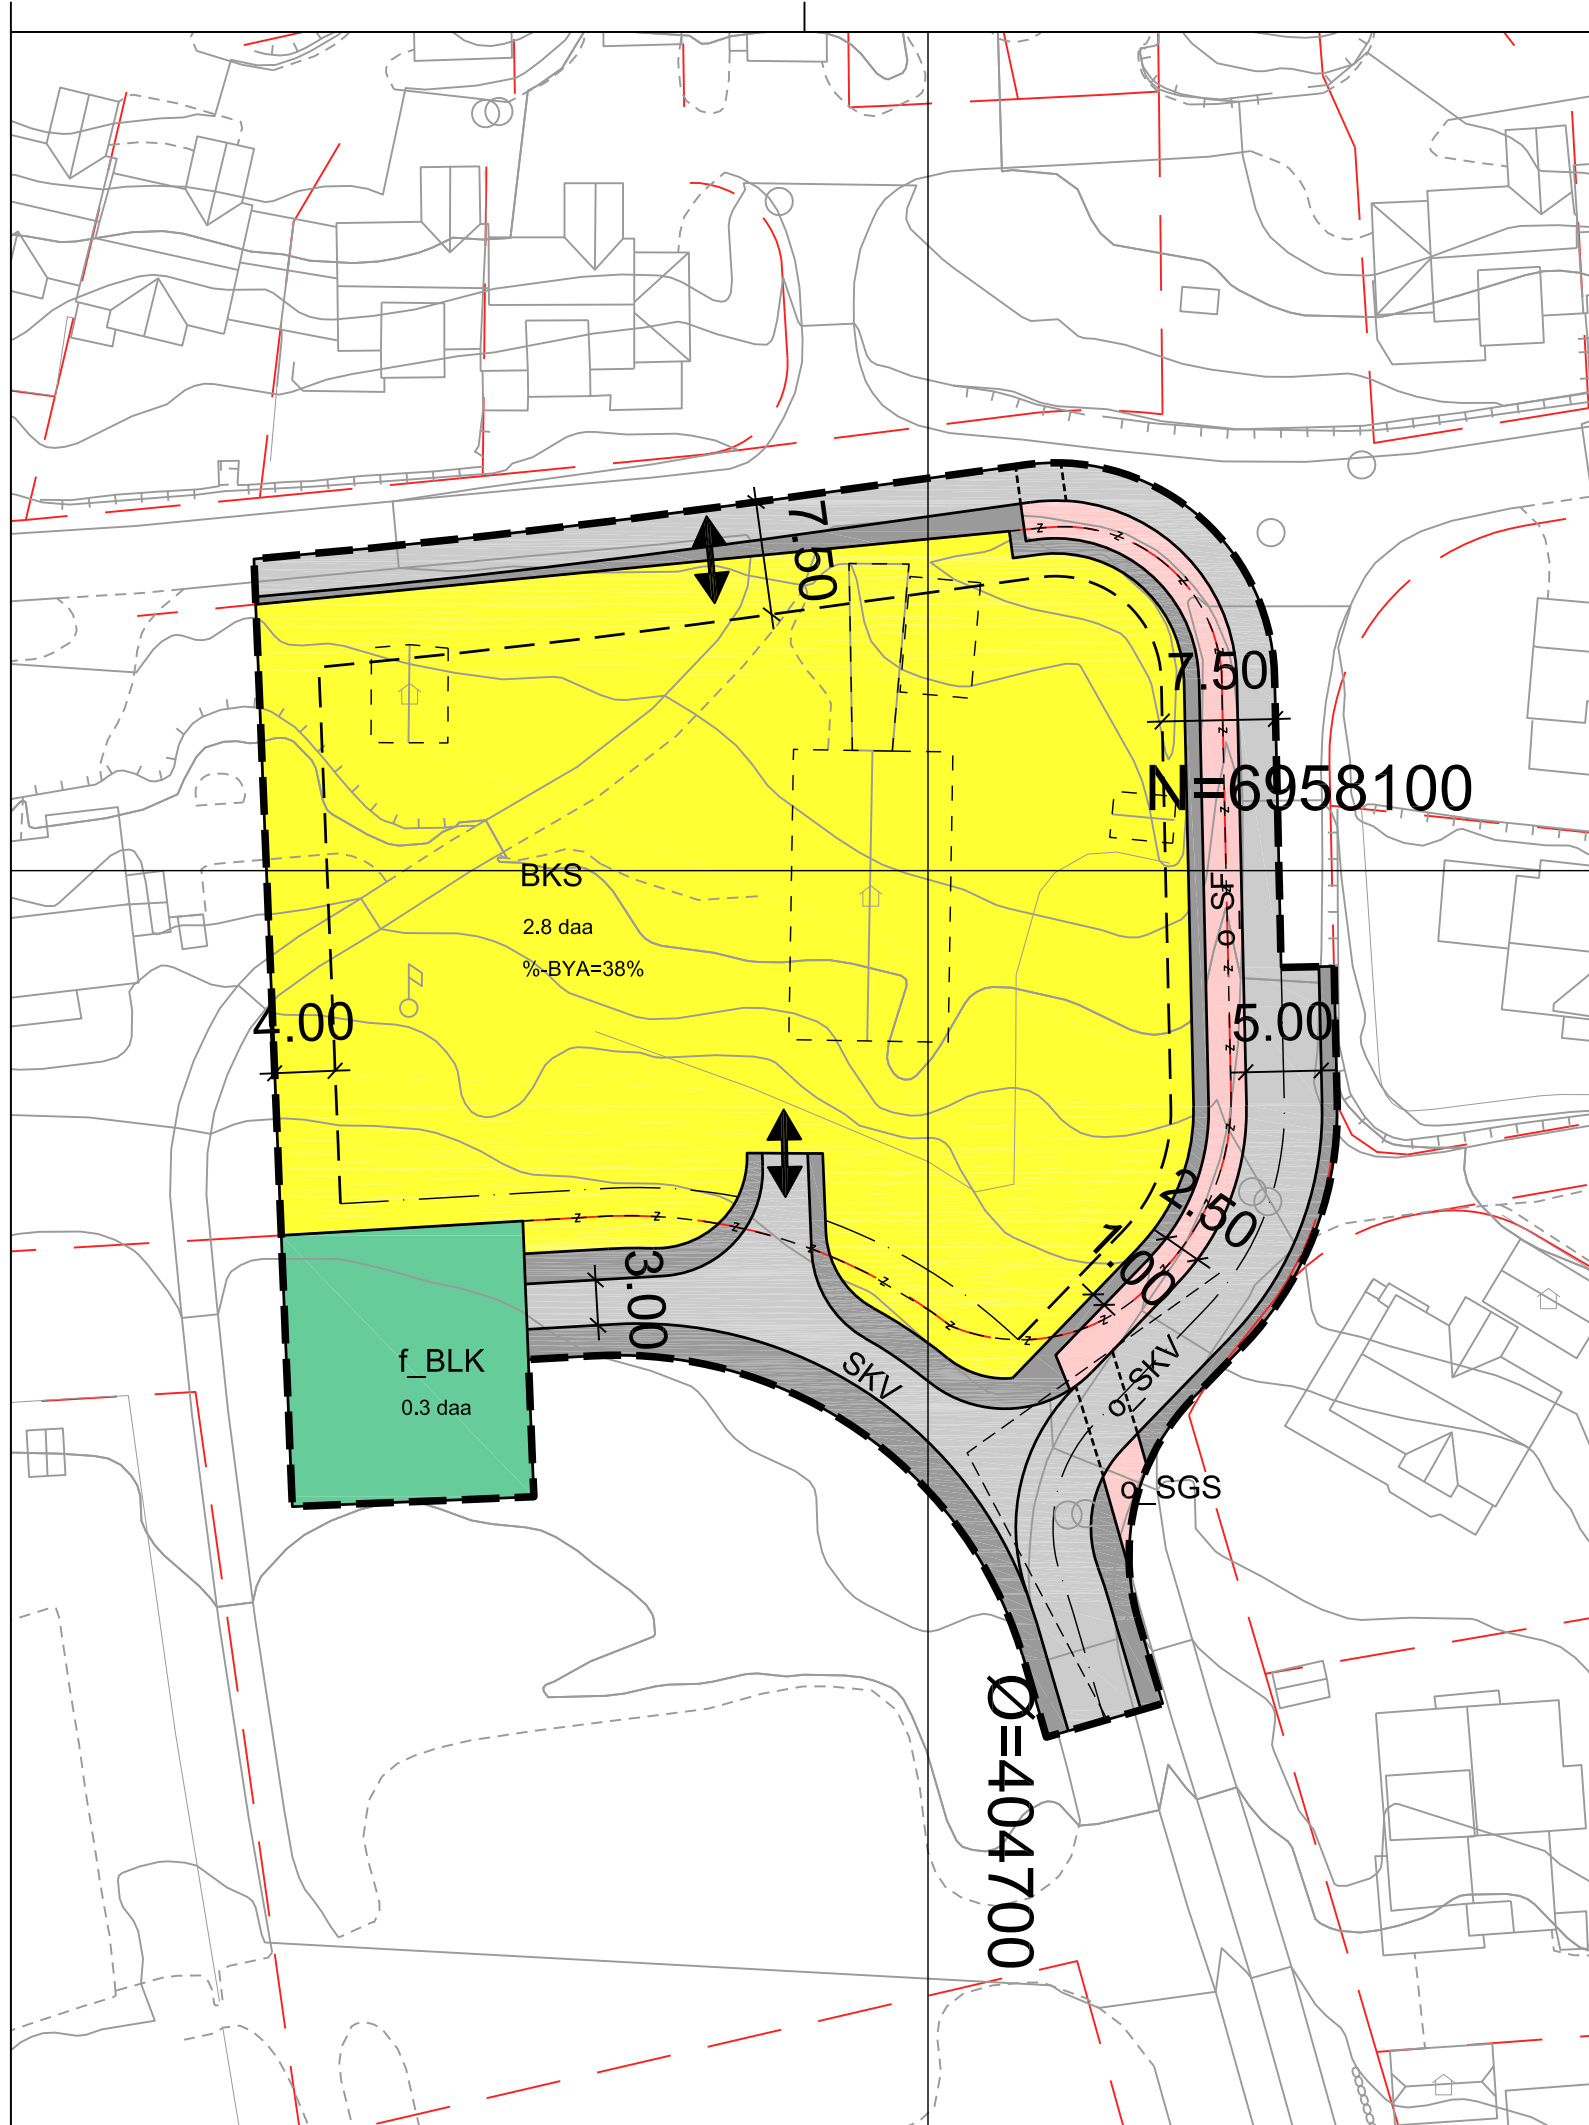 7.50
7.50
N=6958100
BKS
2.8 daa
%-BYA=38%
o_SF
4.00
5.00
2.50
1.00
3.00
f_BLK
0.3 daa
SKV
o_SKV
o_SGS
Ø=404700